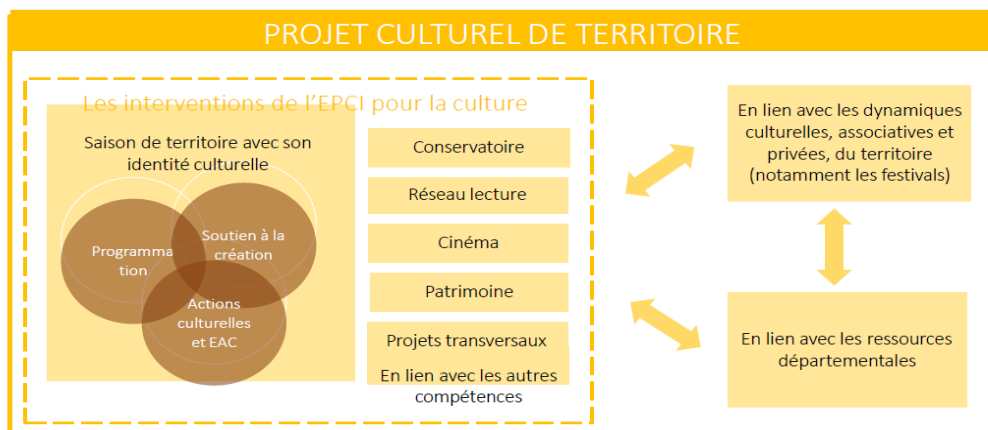 PROJET CULTUREL DE TERRITOIRE
Les interventions de l'EPCI pour la culture
Saison de territoire avec son
identité culturelle
Programma
tion
Soutien à la
création
Actions
culturelles
et EAC
Conservatoire
Réseau lecture
Cinéma
Patrimoine
Projets transversaux
En lien avec les autres
compétences
En lien avec les dynamiques
culturelles, associatives et
privées, du territoire
(notamment les festivals)
En lien avec les ressources
départementales